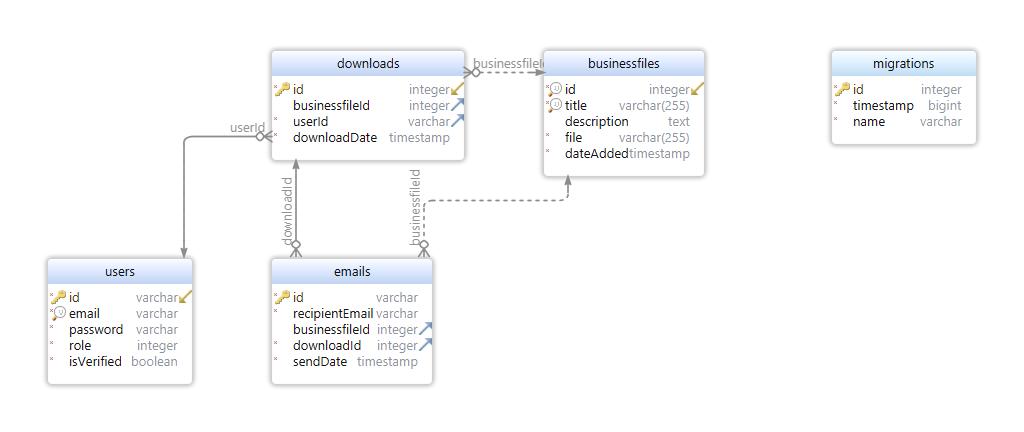 downloads
id integer
businessfileId integer
userId varchar
downloadDate timestamp
businessfileId
businessfiles
id integer
title varchar(255)
description text
file varchar(255)
dateAdded timestamp
migrations
id integer
timestamp bigint
name varchar
userId
downloadId
businessfileId
users
id varchar
email varchar
password varchar
role integer
isVerified boolean
emails
id varchar
recipientEmail varchar
businessfileId integer
downloadId integer
sendDate timestamp